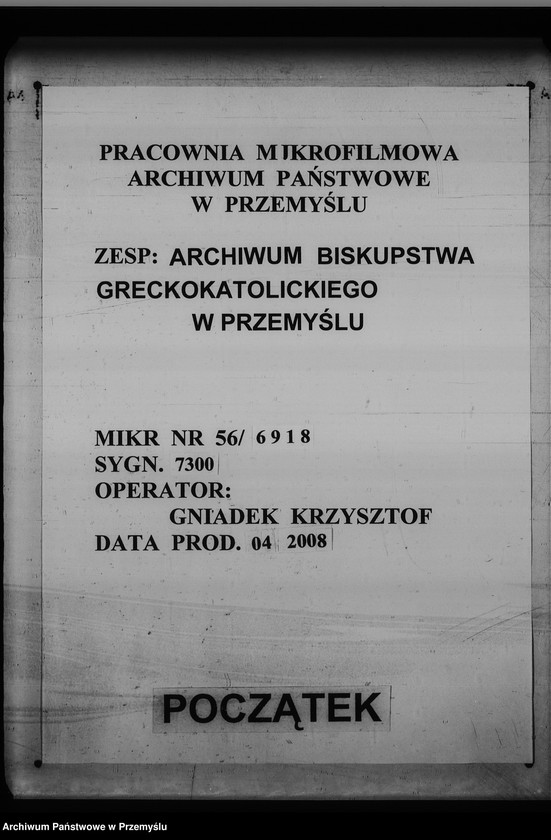 PRACOWNIA MIKROFILMOWA
ARCHIWUM PAŃSTWOWE
W PRZEMYŚLU
ZESP: ARCHIWUM BISKUPSTWA
GRECKOKATOLICKIEGO
W PRZEMYŚLU
MIKR NR 56/ 6918
SYGN. 7300
OPERATOR:
GNIADEK KRZYSZTOF
DATA PROD. 04 2008
POCZĄTEK
Archiwum Państwowe w Przemyślu